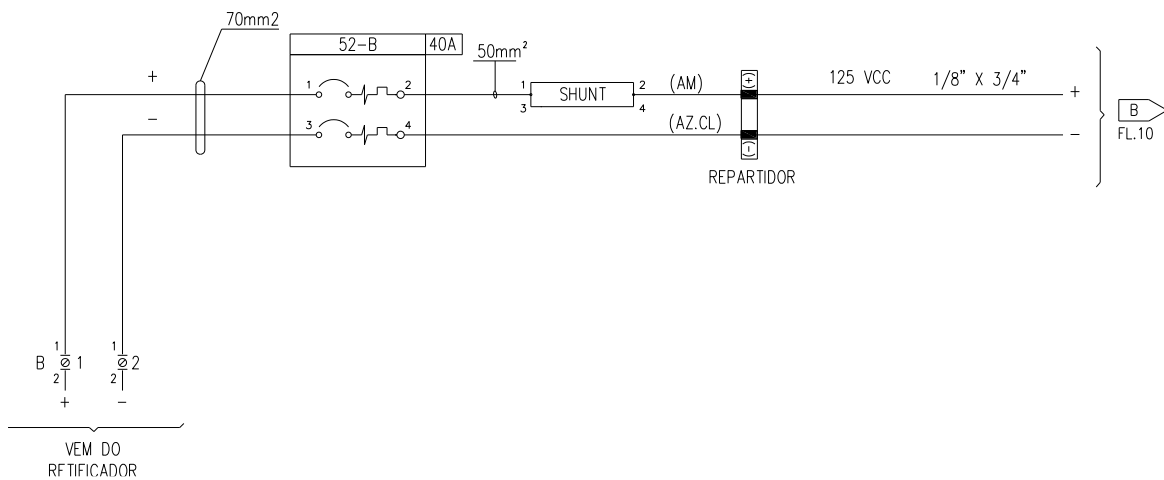 70mm2
52-B 40A
50mm²
+
1 2
1 SHUNT 2
3 4
(AM)
(+)
125 VCC 1/8" X 3/4"
+
B
FL.10
−
3 4
(AZ.CL)
(-)
−
REPARTIDOR
1 1
B 1 2
2 2
+ −
VEM DO
RETIFICADOR